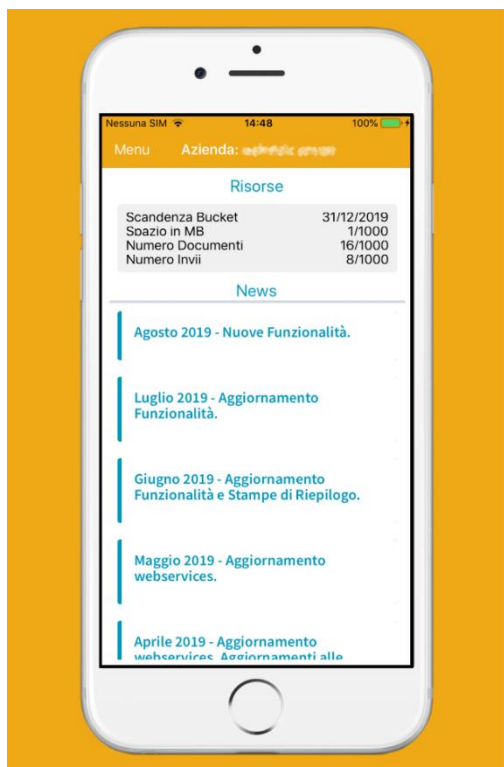 Nessuna SIM 14:48 100%
Menu Azienda:
Risorse
Scandenza Bucket 31/12/2019
Spazio in MB 1/1000
Numero Documenti 16/1000
Numero Invii 8/1000
News
Agosto 2019 - Nuove Funzionalità.
Luglio 2019 - Aggiornamento
Funzionalità.
Giugno 2019 - Aggiornamento
Funzionalità e Stampe di Riepilogo.
Maggio 2019 - Aggiornamento
webservices.
Aprile 2019 - Aggiornamento
webservices. Aggiornamenti alle